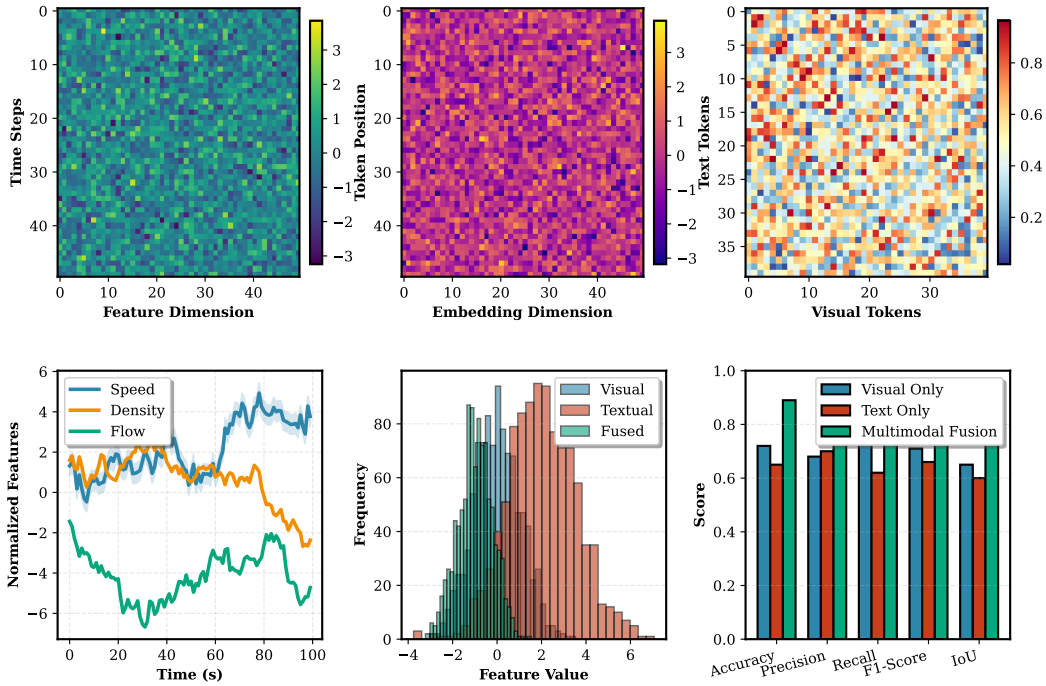 Time Steps
0
10
20
30
40
0 10 20 30 40
Feature Dimension
3
2
1
0
−1
−2
−3
Token Position
0
10
20
30
40
0 10 20 30 40
Embedding Dimension
3
2
1
0
−1
−2
−3
Text Tokens
0
5
10
15
20
25
30
35
0 10 20 30
Visual Tokens
0.8
0.6
0.4
0.2
Normalized Features
6
4
2
0
−2
−4
−6
Speed
Density
Flow
0 20 40 60 80 100
Time (s)
Frequency
80
60
40
20
0
Visual
Textual
Fused
−4 −2 0 2 4 6
Feature Value
Score
1.0
0.8
0.6
0.4
0.2
0.0
Visual Only
Text Only
Multimodal Fusion
Accuracy Precision Recall F1-Score IoU